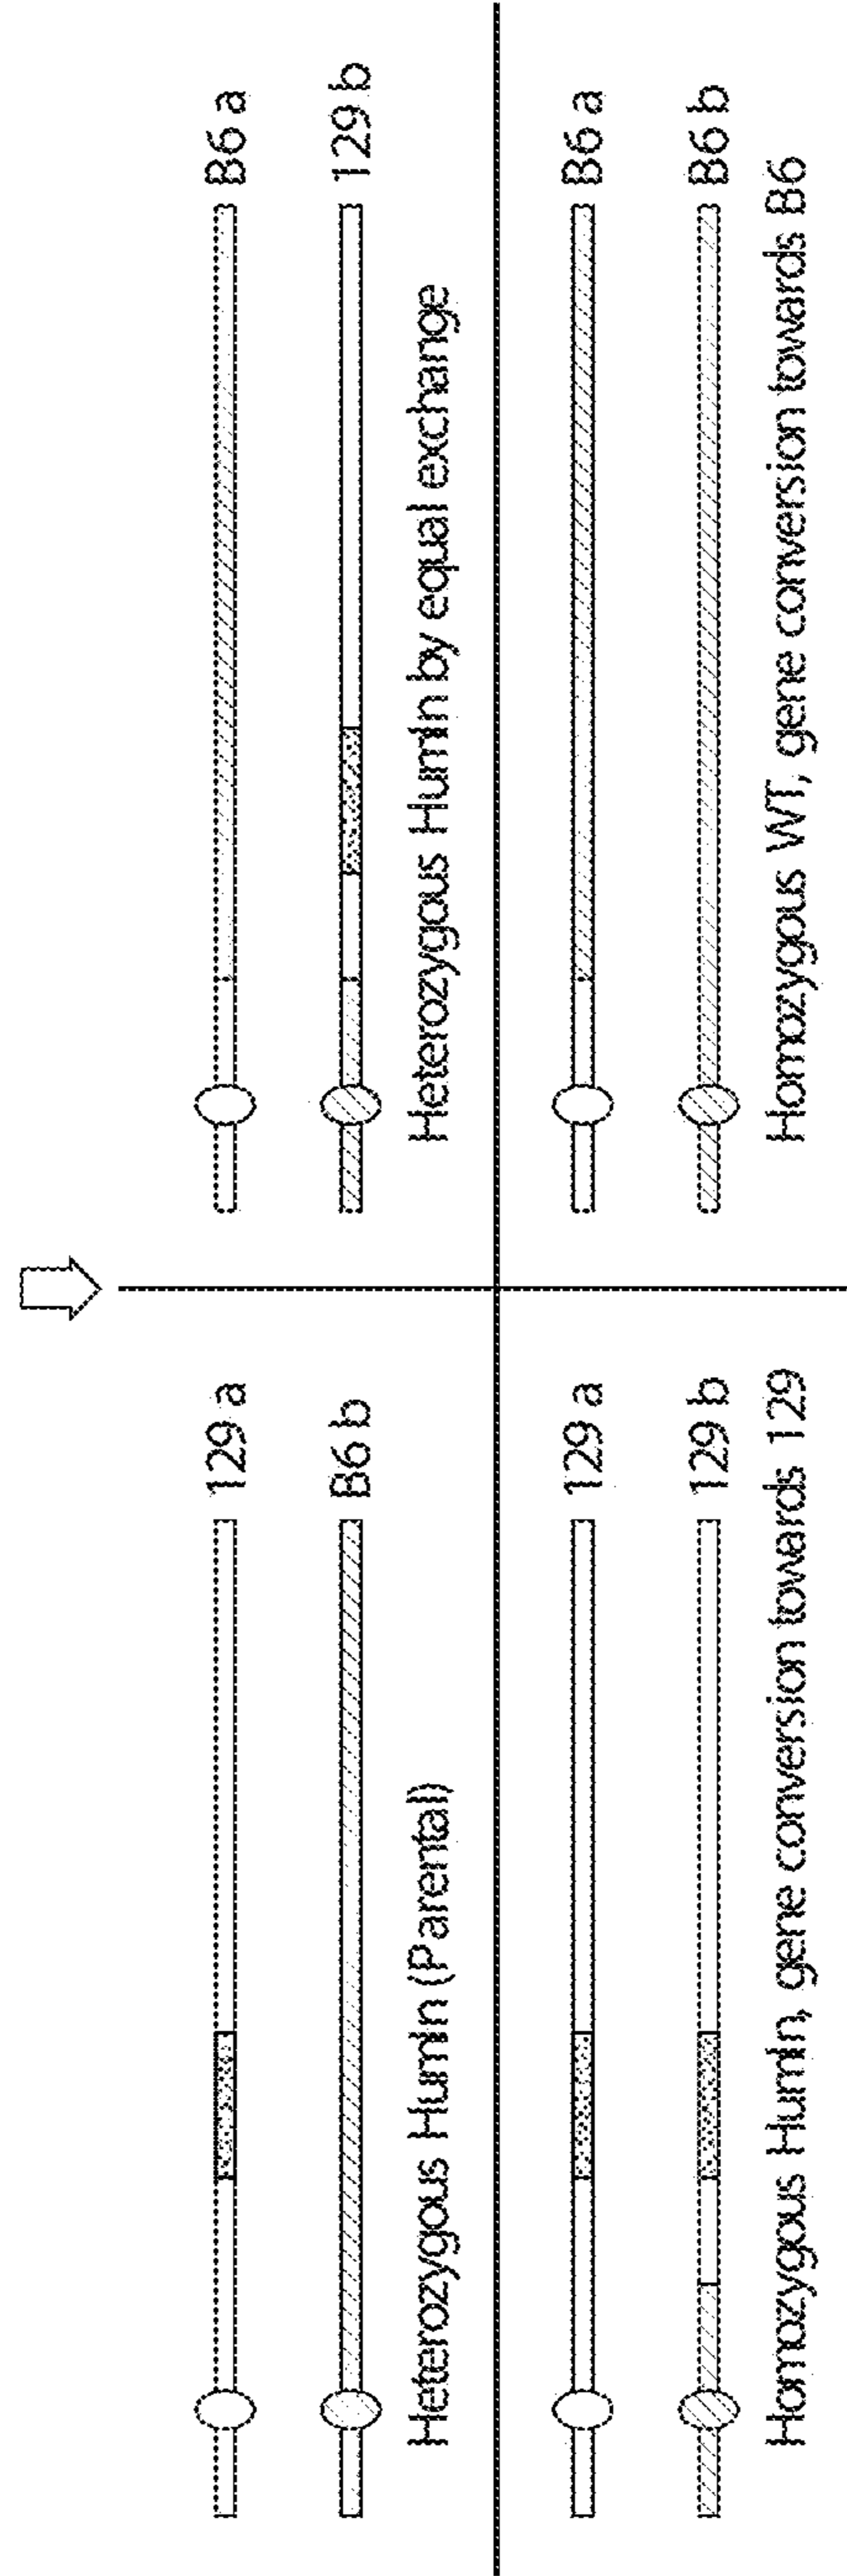 129 a
B6 b
Heterozygous HumIn (Parental)
B6 a
129 b
Heterozygous HumIn by equal exchange
129 a
129 b
Homozygous HumIn, gene conversion towards 129
B6 a
B6 b
Homozygous WT, gene conversion towards B6